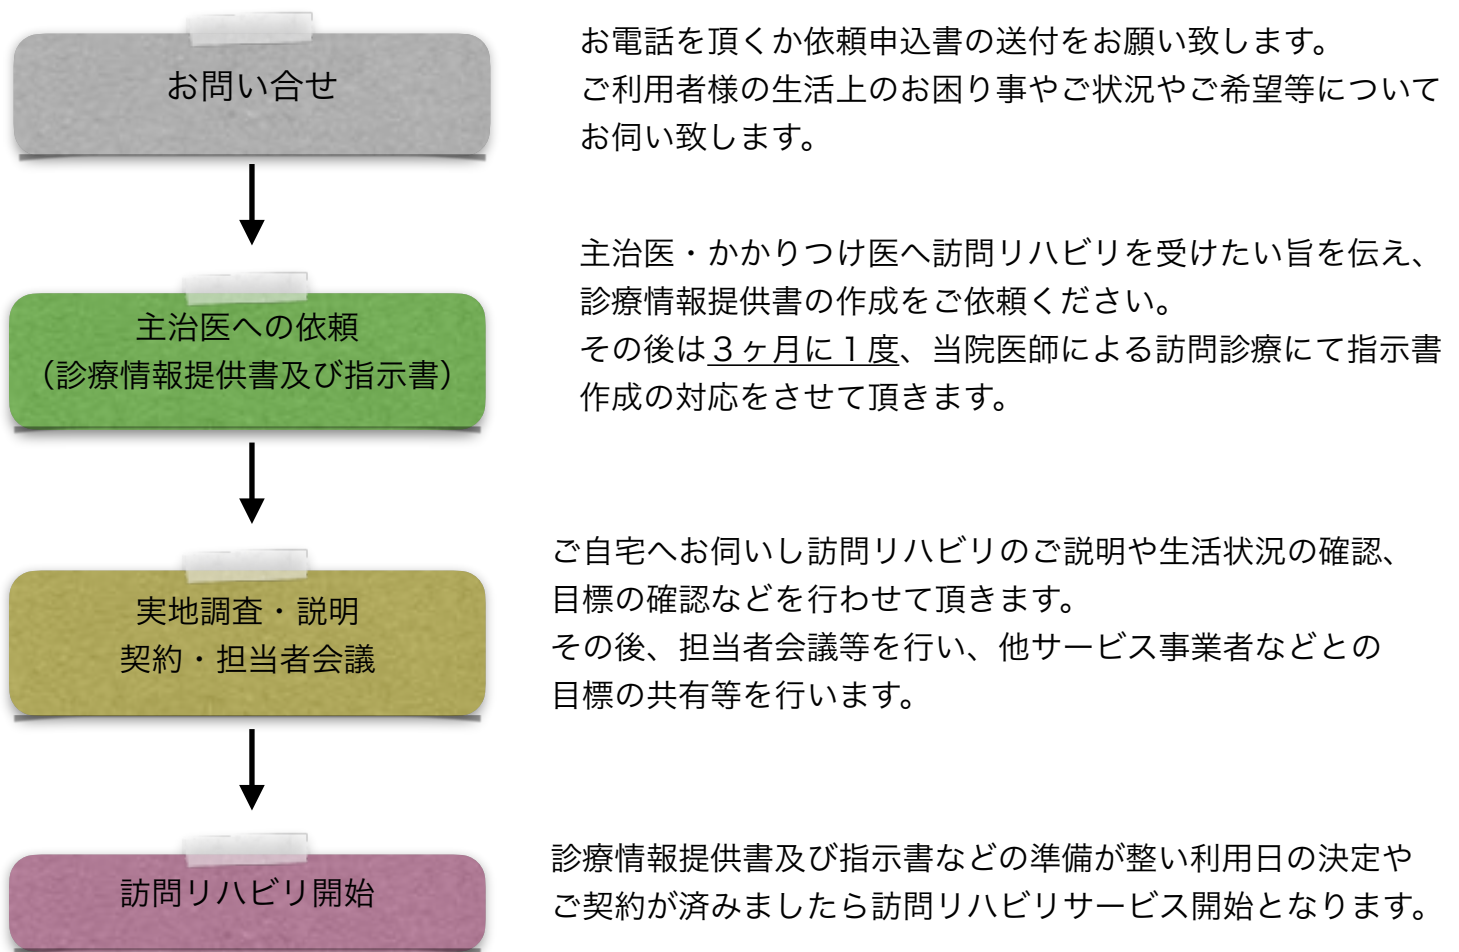 お問い合せ
お電話を頂くか依頼申込書の送付をお願い致します。
ご利用者様の生活上のお困り事やご状況やご希望等について
お伺い致します。
主治医への依頼
（診療情報提供書及び指示書）
主治医・かかりつけ医へ訪問リハビリを受けたい旨を伝え、
診療情報提供書の作成をご依頼ください。
その後は３ヶ月に１度、当院医師による訪問診療にて指示書
作成の対応をさせて頂きます。
実地調査・説明
契約・担当者会議
ご自宅へお伺いし訪問リハビリのご説明や生活状況の確認、
目標の確認などを行わせて頂きます。
その後、担当者会議等を行い、他サービス事業者などとの
目標の共有等を行います。
訪問リハビリ開始
診療情報提供書及び指示書などの準備が整い利用日の決定や
ご契約が済みましたら訪問リハビリサービス開始となります。